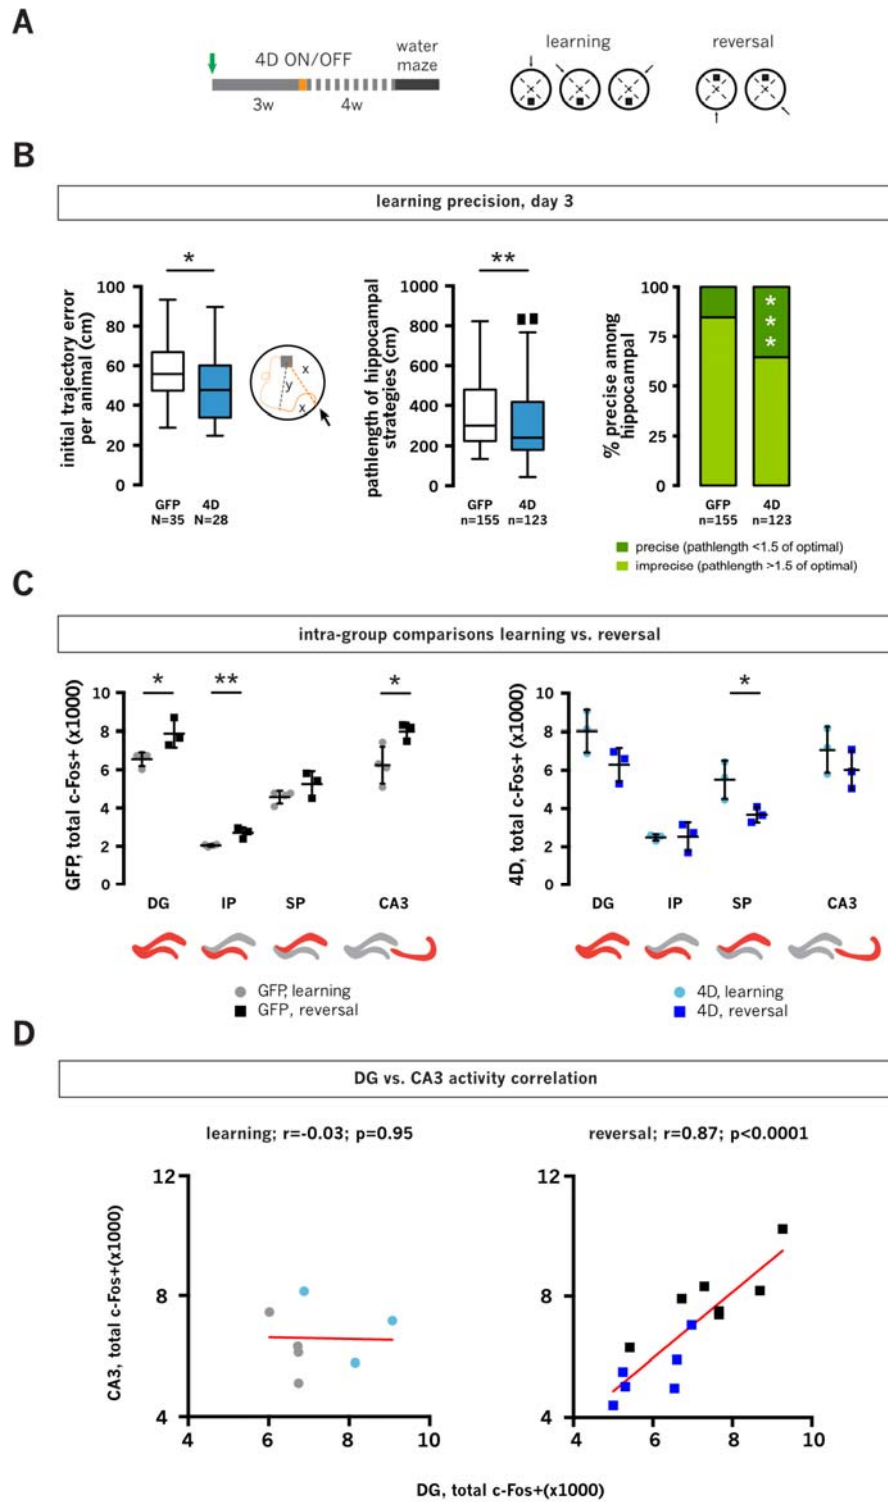 A
4D ON/OFF
water
maze
3w
4w
learning
reversal
B
learning precision, day 3
initial trajectory error
per animal (cm)
100
80
60
40
20
0
*
GFP
N=35
4D
N=28
x
y
x
pathlength of hippocampal
strategies (cm)
1000
800
600
400
200
0
**
GFP
n=155
4D
n=123
% precise among
hippocampal
100
75
50
25
0
*
*
*
GFP
n=155
4D
n=123
precise (pathlength <1.5 of optimal)
imprecise (pathlength >1.5 of optimal)
C
intra-group comparisons learning vs. reversal
GFP, total c-Fos+ (x1000)
10
8
6
4
2
0
*
**
*
DG
IP
SP
CA3
GFP, learning
GFP, reversal
4D, total c-Fos+ (x1000)
10
8
6
4
2
0
*
DG
IP
SP
CA3
4D, learning
4D, reversal
D
DG vs. CA3 activity correlation
learning; r=-0.03; p=0.95
CA3, total c-Fos+(x1000)
12
8
4
4
6
8
10
reversal; r=0.87; p<0.0001
12
8
4
4
6
8
10
DG, total c-Fos+(x1000)